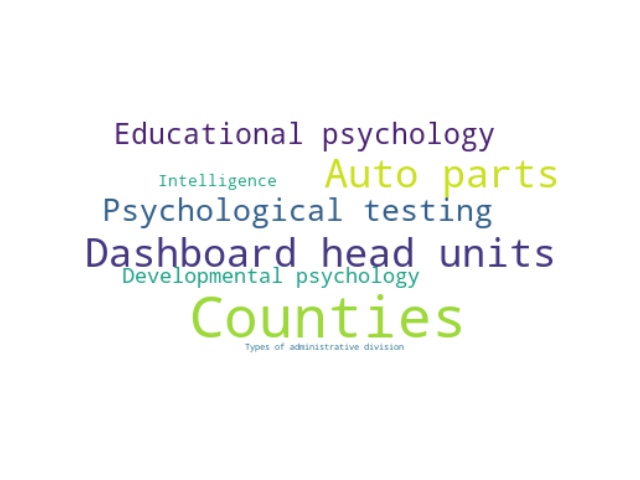 Educational psychology
Intelligence
Auto parts
Psychological testing
Dashboard head units
Developmental psychology
Counties
Types of administrative division